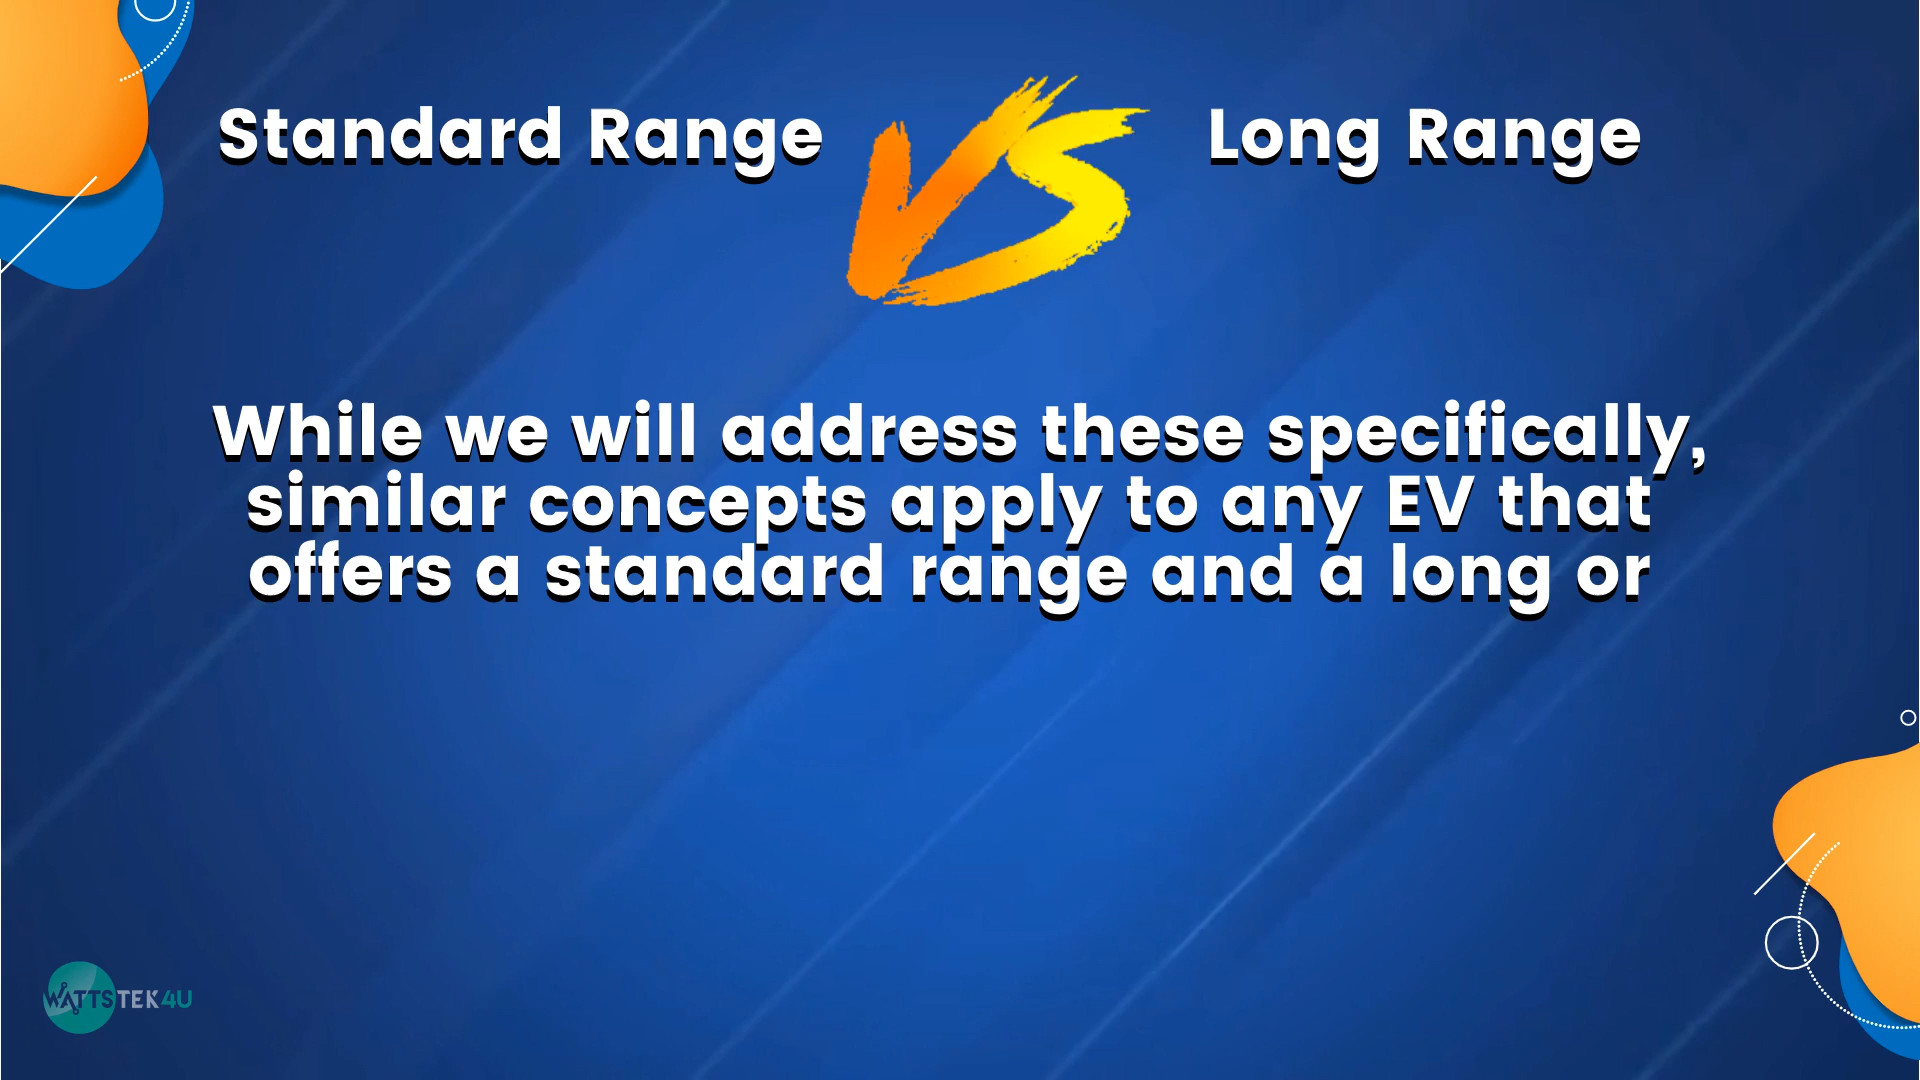 Standard Range VS Long Range
While we will address these specifically,
similar concepts apply to any EV that
offers a standard range and a long or
WATTSTEK4U